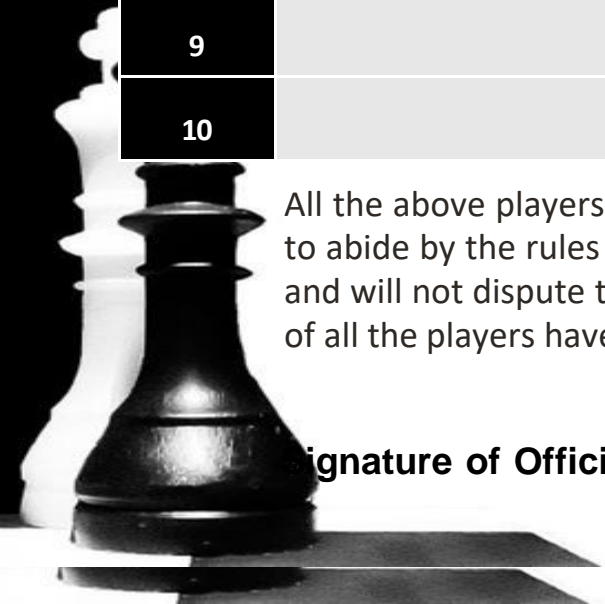 9
10
All the above players
to abide by the rules
and will not dispute t
of all the players have
ignature of Offici